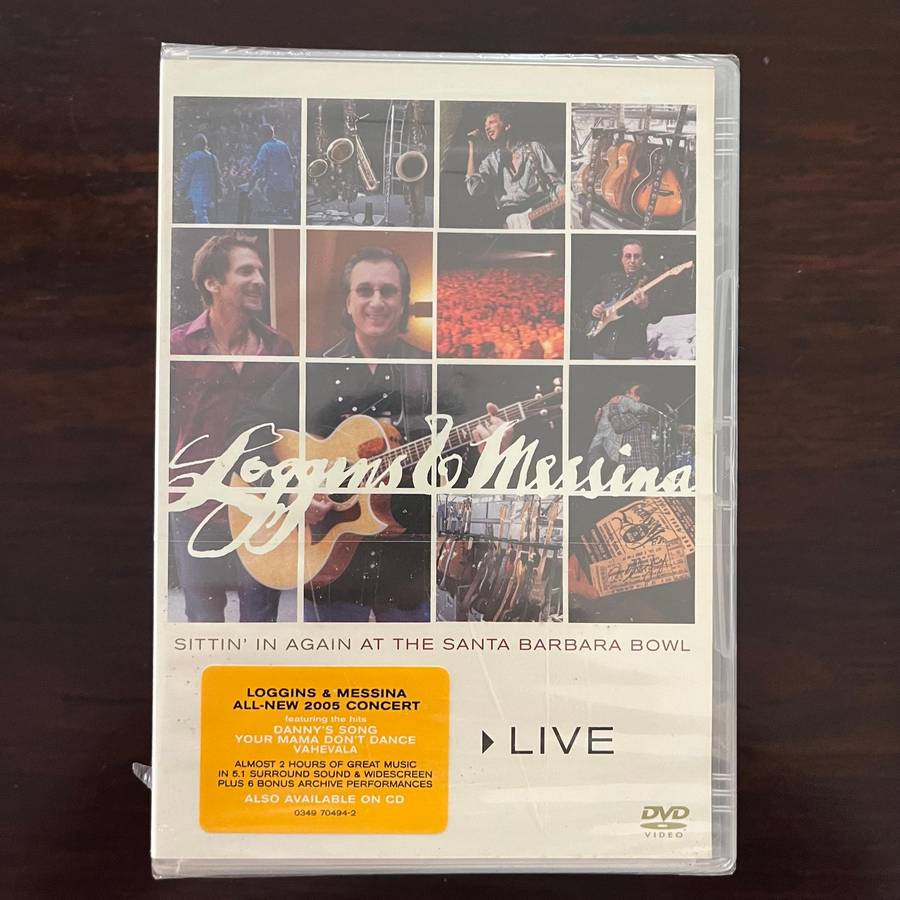 Loggins & Messina
SITTIN' IN AGAIN AT THE SANTA BARBARA BOWL
LOGGINS & MESSINA
ALL-NEW 2005 CONCERT
featuring the hits
DANNY'S SONG
YOUR MAMA DON'T DANCE
VAHEVALA
ALMOST 2 HOURS OF GREAT MUSIC
IN 5.1 SURROUND SOUND & WIDESCREEN
PLUS 6 BONUS ARCHIVE PERFORMANCES
ALSO AVAILABLE ON CD
0349 70494-2
LIVE
DVD
VIDEO